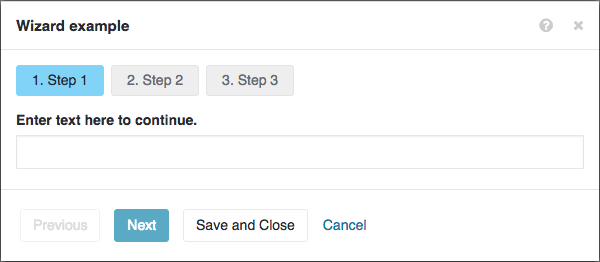 Wizard example
1. Step 1 2. Step 2 3. Step 3
Enter text here to continue.
Previous Next Save and Close Cancel